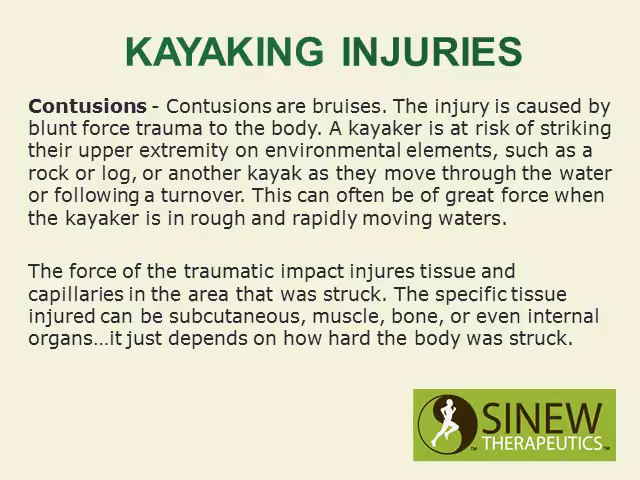 KAYAKING INJURIES
Contusions - Contusions are bruises. The injury is caused by
blunt force trauma to the body. A kayaker is at risk of striking
their upper extremity on environmental elements, such as a
rock or log, or another kayak as they move through the water
or following a turnover. This can often be of great force when
the kayaker is in rough and rapidly moving waters.
The force of the traumatic impact injures tissue and
capillaries in the area that was struck. The specific tissue
injured can be subcutaneous, muscle, bone, or even internal
organs…it just depends on how hard the body was struck.
SINEW
™ THERAPEUTICS™